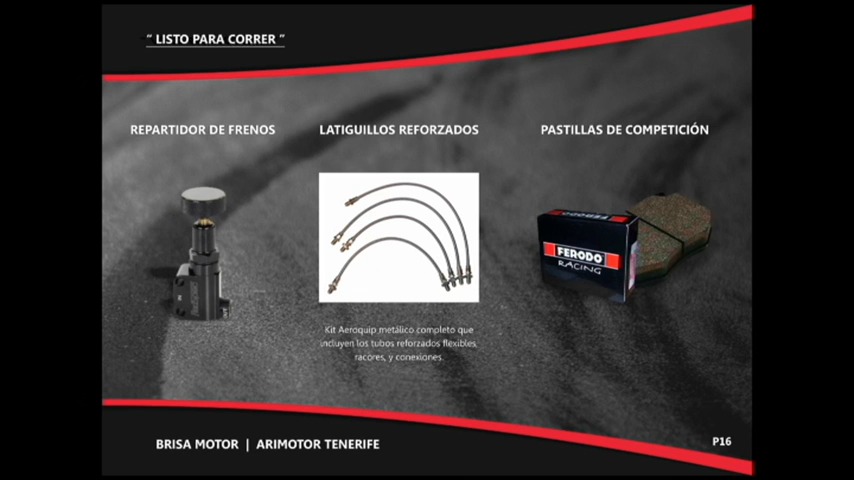 “ LISTO PARA CORRER ”
REPARTIDOR DE FRENOS
LATIGUILLOS REFORZADOS
PASTILLAS DE COMPETICIÓN
FERODO
FERODO
RACING
Kit Aeroquip metálico completo que
incluyen los tubos reforzados flexibles,
racores, y conexiones.
BRISA MOTOR | ARIMOTOR TENERIFE
P16